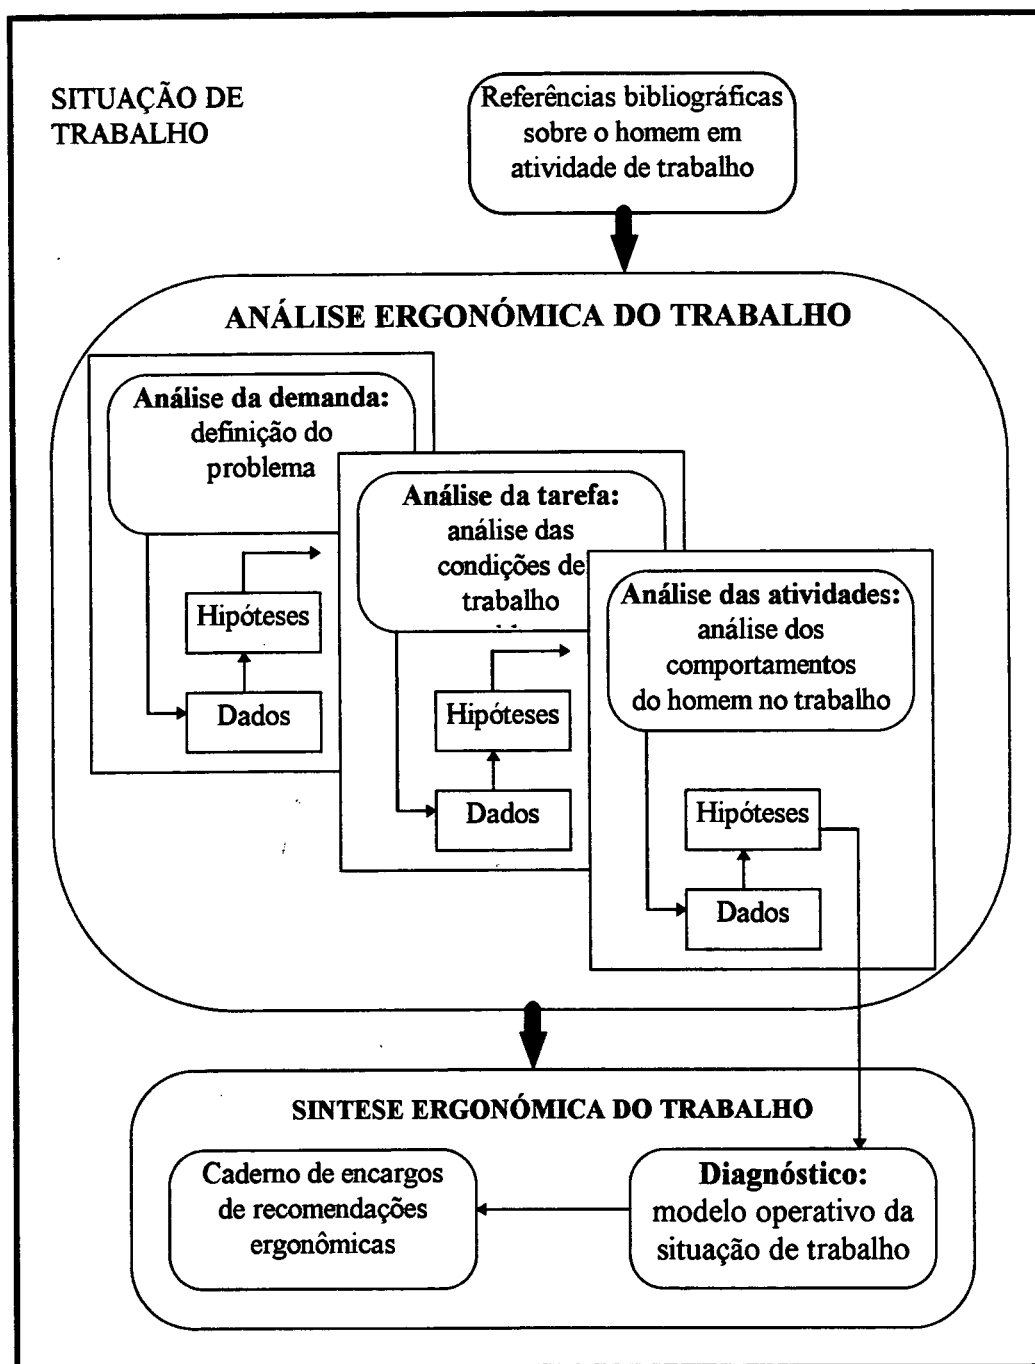 SITUAÇÃO DE
TRABALHO
Referências bibliográficas
sobre o homem em
atividade de trabalho
ANÁLISE ERGONÓMICA DO TRABALHO
Análise da demanda:
definição do
problema
Hipóteses
Dados
Análise da tarefa:
análise das
condições de
trabalho
Hipóteses
Dados
Análise das atividades:
análise dos
comportamentos
do homem no trabalho
Hipóteses
Dados
SINTESE ERGONÓMICA DO TRABALHO
Caderno de encargos
de recomendações
ergonômicas
Diagnóstico:
modelo operativo da
situação de trabalho